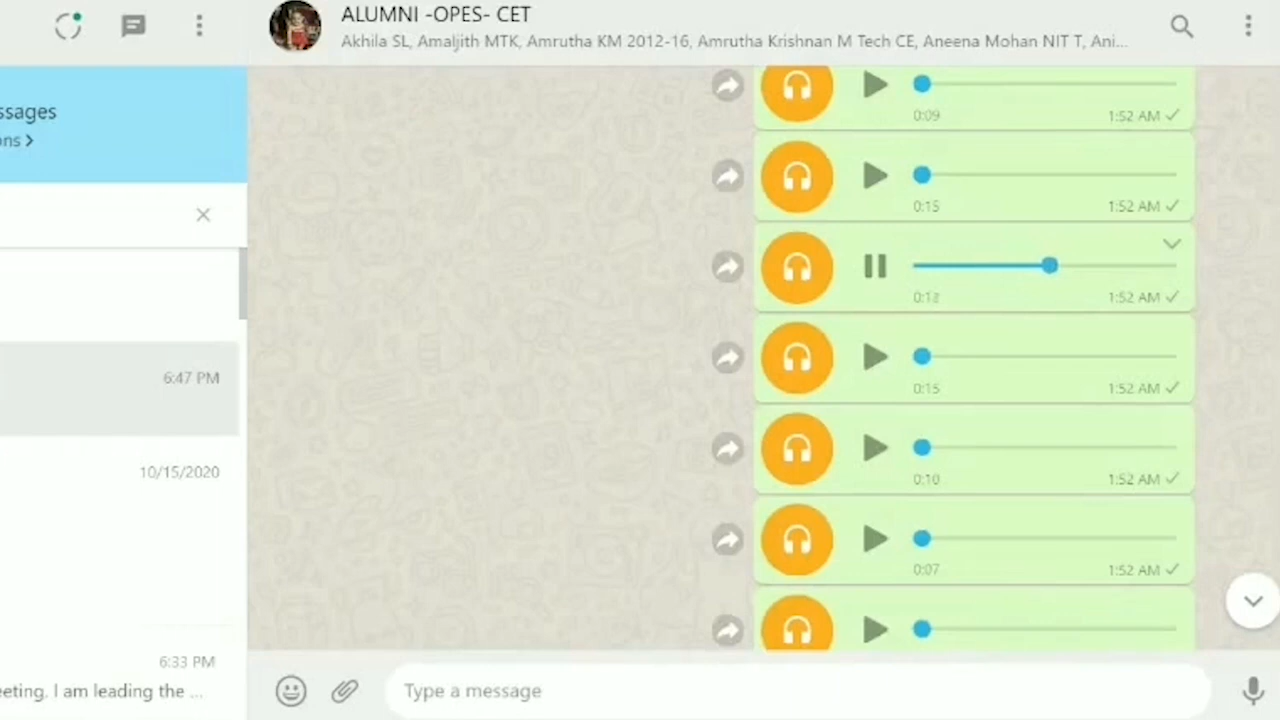 ALUMNI -OPES- CET
Akhila SL, Amaljith MTK, Amrutha KM 2012-16, Amrutha Krishnan M Tech CE, Aneena Mohan NIT T, Ani...
ssages
ons
6:47 PM
10/15/2020
6:33 PM
eeting. I am leading the ...
0:09 1:52 AM
0:15 1:52 AM
0:12 1:52 AM
0:15 1:52 AM
0:10 1:52 AM
0:07 1:52 AM
Type a message